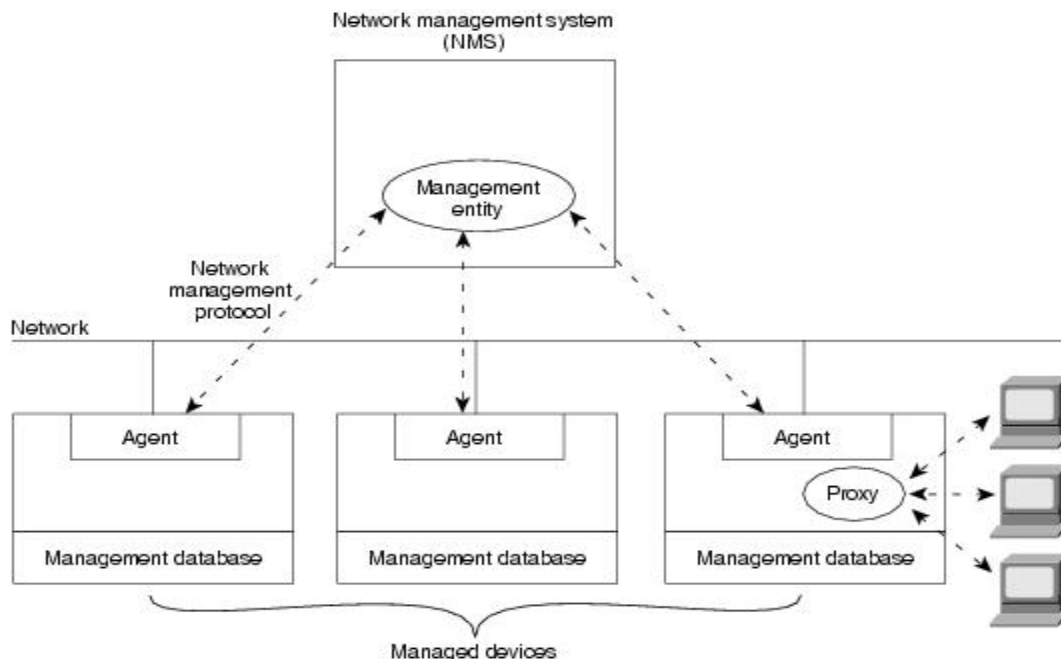 Network management system
(NMS)
Management
entity
Network
management
protocol
Network
Agent
Agent
Agent
Proxy
Management database
Management database
Management database
Managed devices